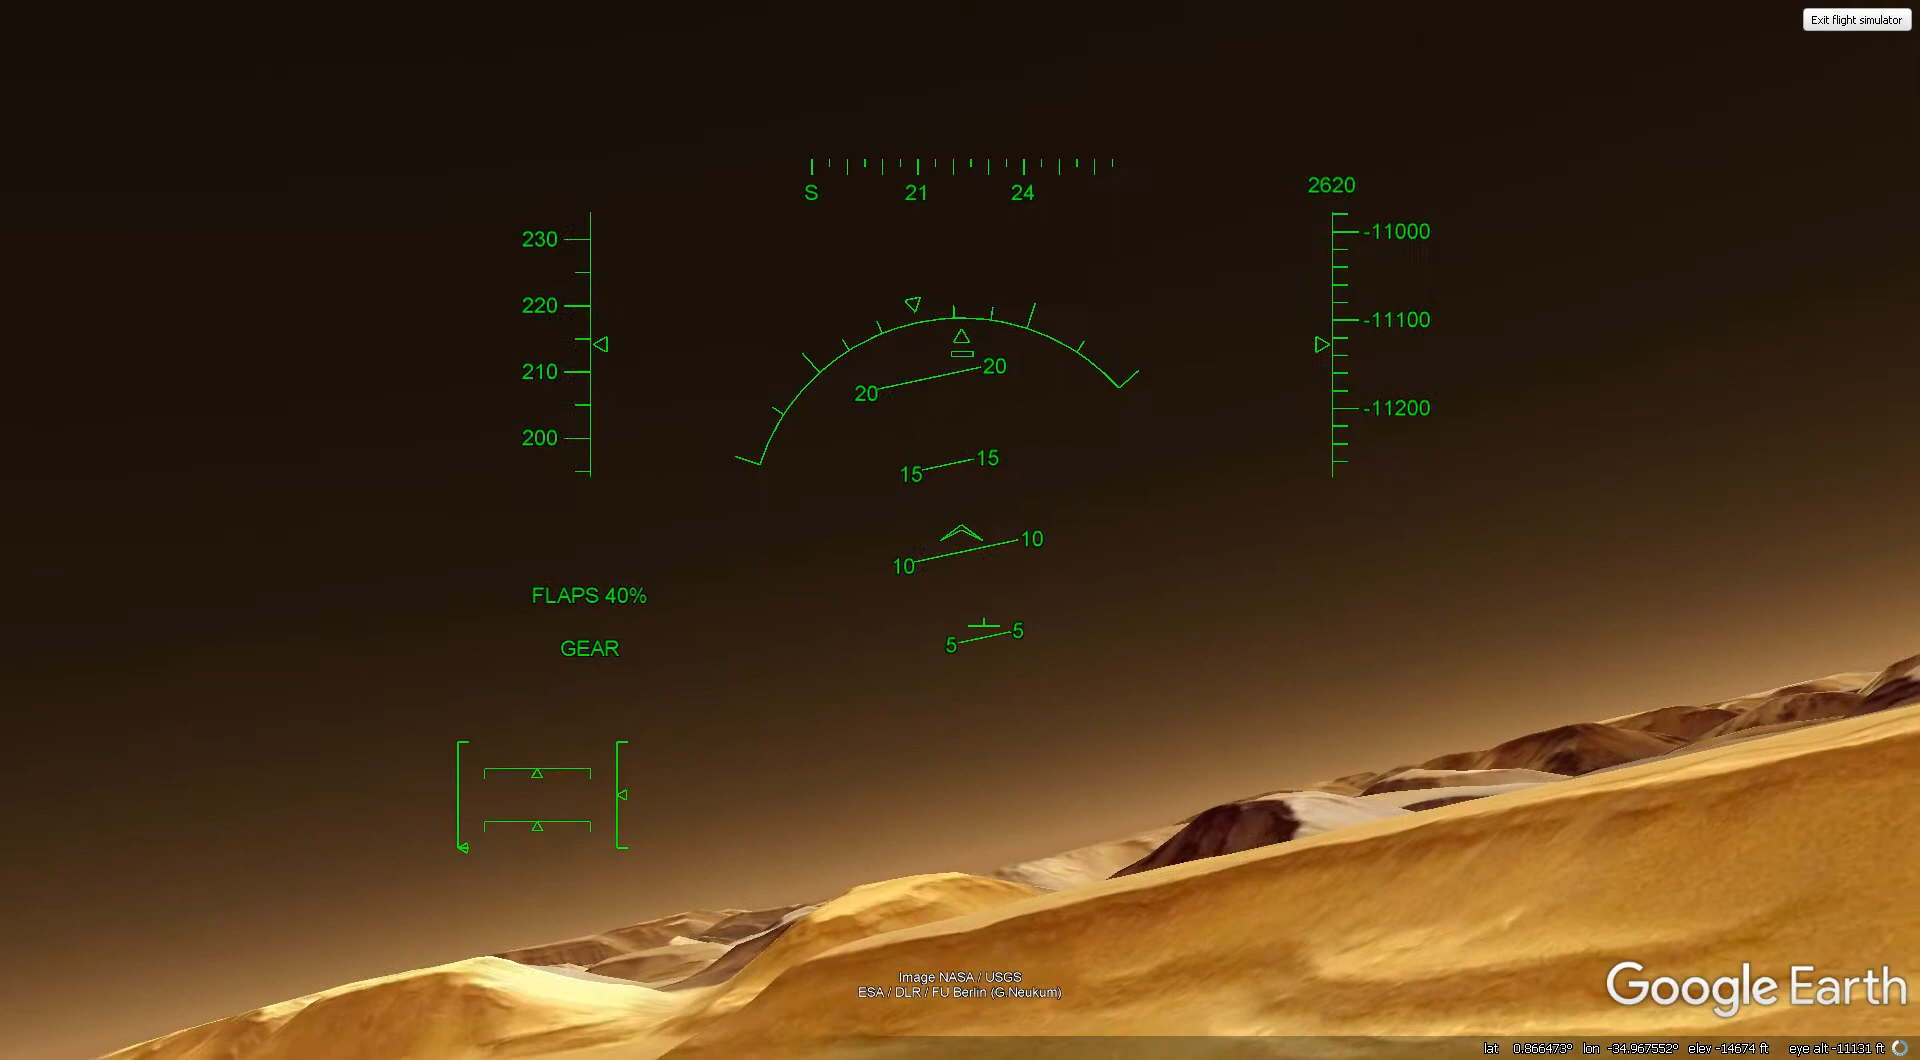 Exit flight simulator
S 21 24
2620
230
220
210
200
-11000
-11100
-11200
20 20
15 15
10 10
5 5
FLAPS 40%
GEAR
Image NASA / USGS
ESA / DLR / FU Berlin (G.Neukum)
Google Earth
lat 0.866473° lon -34.967552° elev -14674 ft eye alt -11131 ft